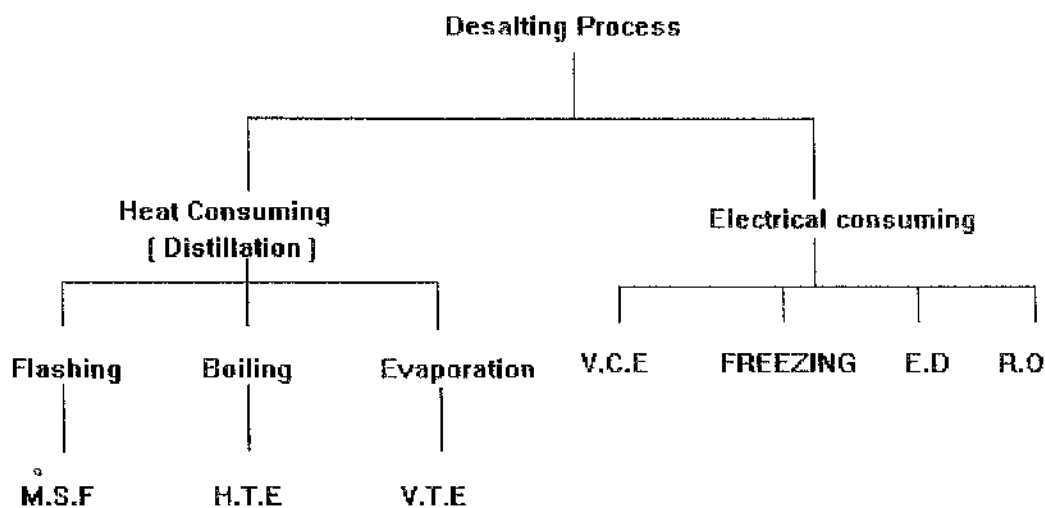 Desalting Process
Heat Consuming
( Distillation )
Electrical consuming
Flashing
Boiling
Evaporation
V.C.E
FREEZING
E.D
R.O
M.S.F
H.T.E
V.T.E